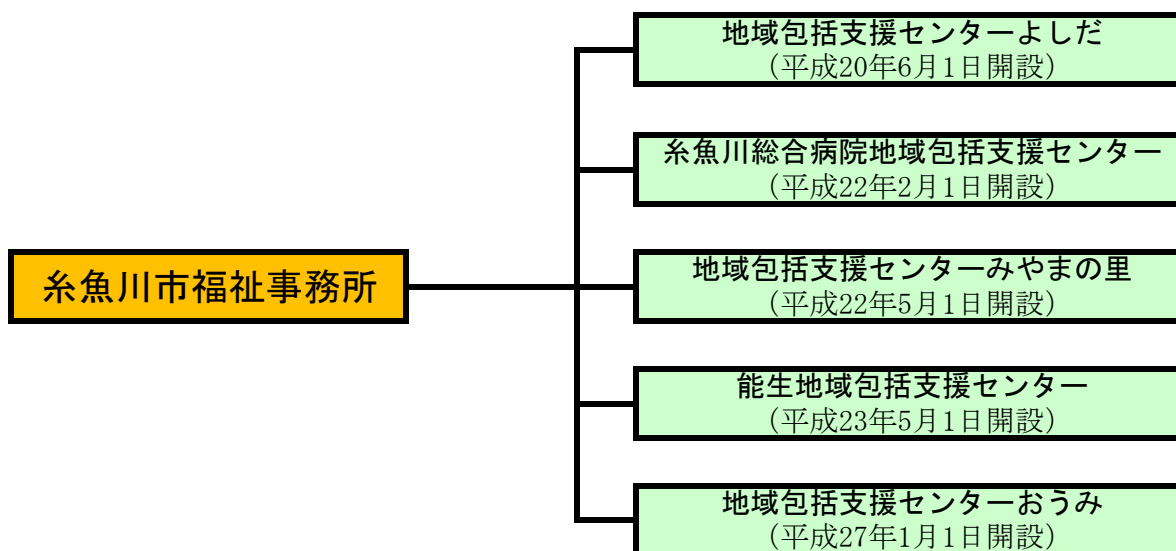 地域包括支援センターよしだ
（平成20年6月1日開設）
糸魚川総合病院地域包括支援センター
（平成22年2月1日開設）
糸魚川市福祉事務所
地域包括支援センターみやまの里
（平成22年5月1日開設）
能生地域包括支援センター
（平成23年5月1日開設）
地域包括支援センターおうみ
（平成27年1月1日開設）